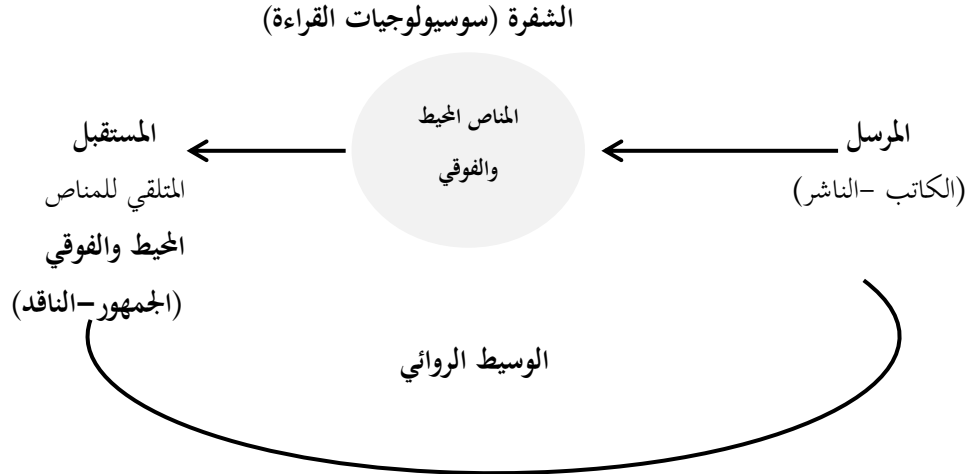 الشفرة (سوسيولوجيات القراءة)
المرسل
(الكاتب –الناشر)
المناص المحيط
والفوقي
المستقبل
المتلقي للمناص
المحيط والفوقي
(الجمهور–الناقد)
الوسيط الروائي